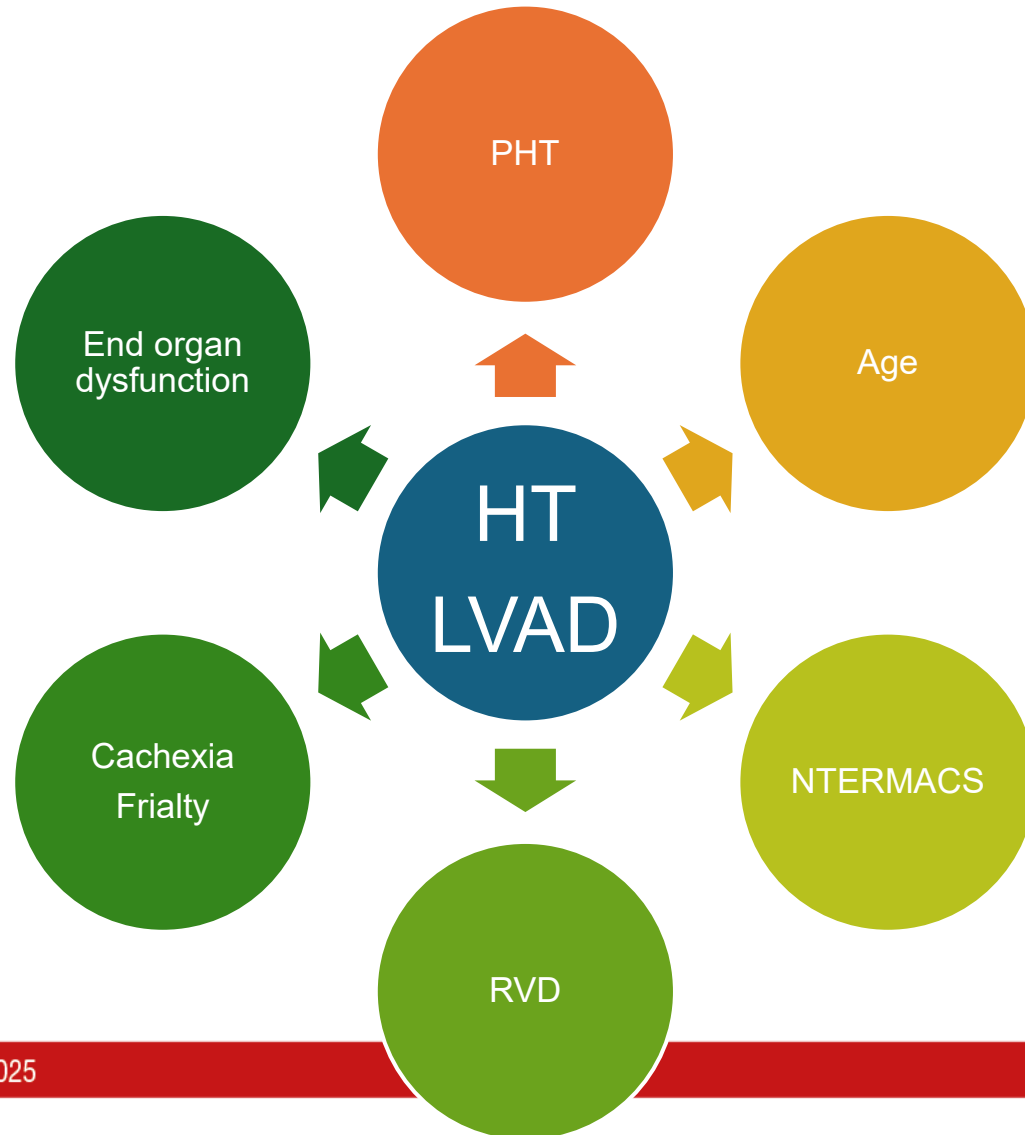 PHT
End organ
dysfunction
Age
HT
LVAD
Cachexia
Frialty
NTERMACS
RVD
025